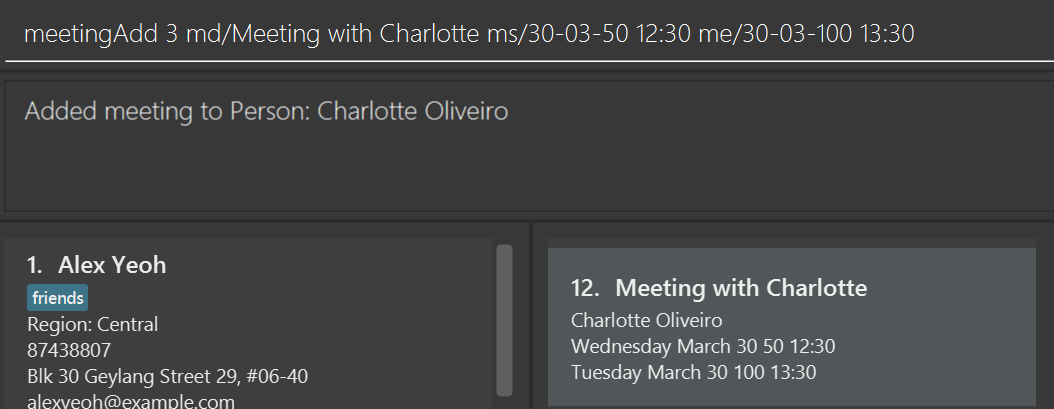 meetingAdd 3 md/Meeting with Charlotte ms/30-03-50 12:30 me/30-03-100 13:30
Added meeting to Person: Charlotte Oliveiro
1. Alex Yeoh
friends
Region: Central
87438807
Blk 30 Geylang Street 29, #06-40
alexyeoh@example.com
12. Meeting with Charlotte
Charlotte Oliveiro
Wednesday March 30 50 12:30
Tuesday March 30 100 13:30